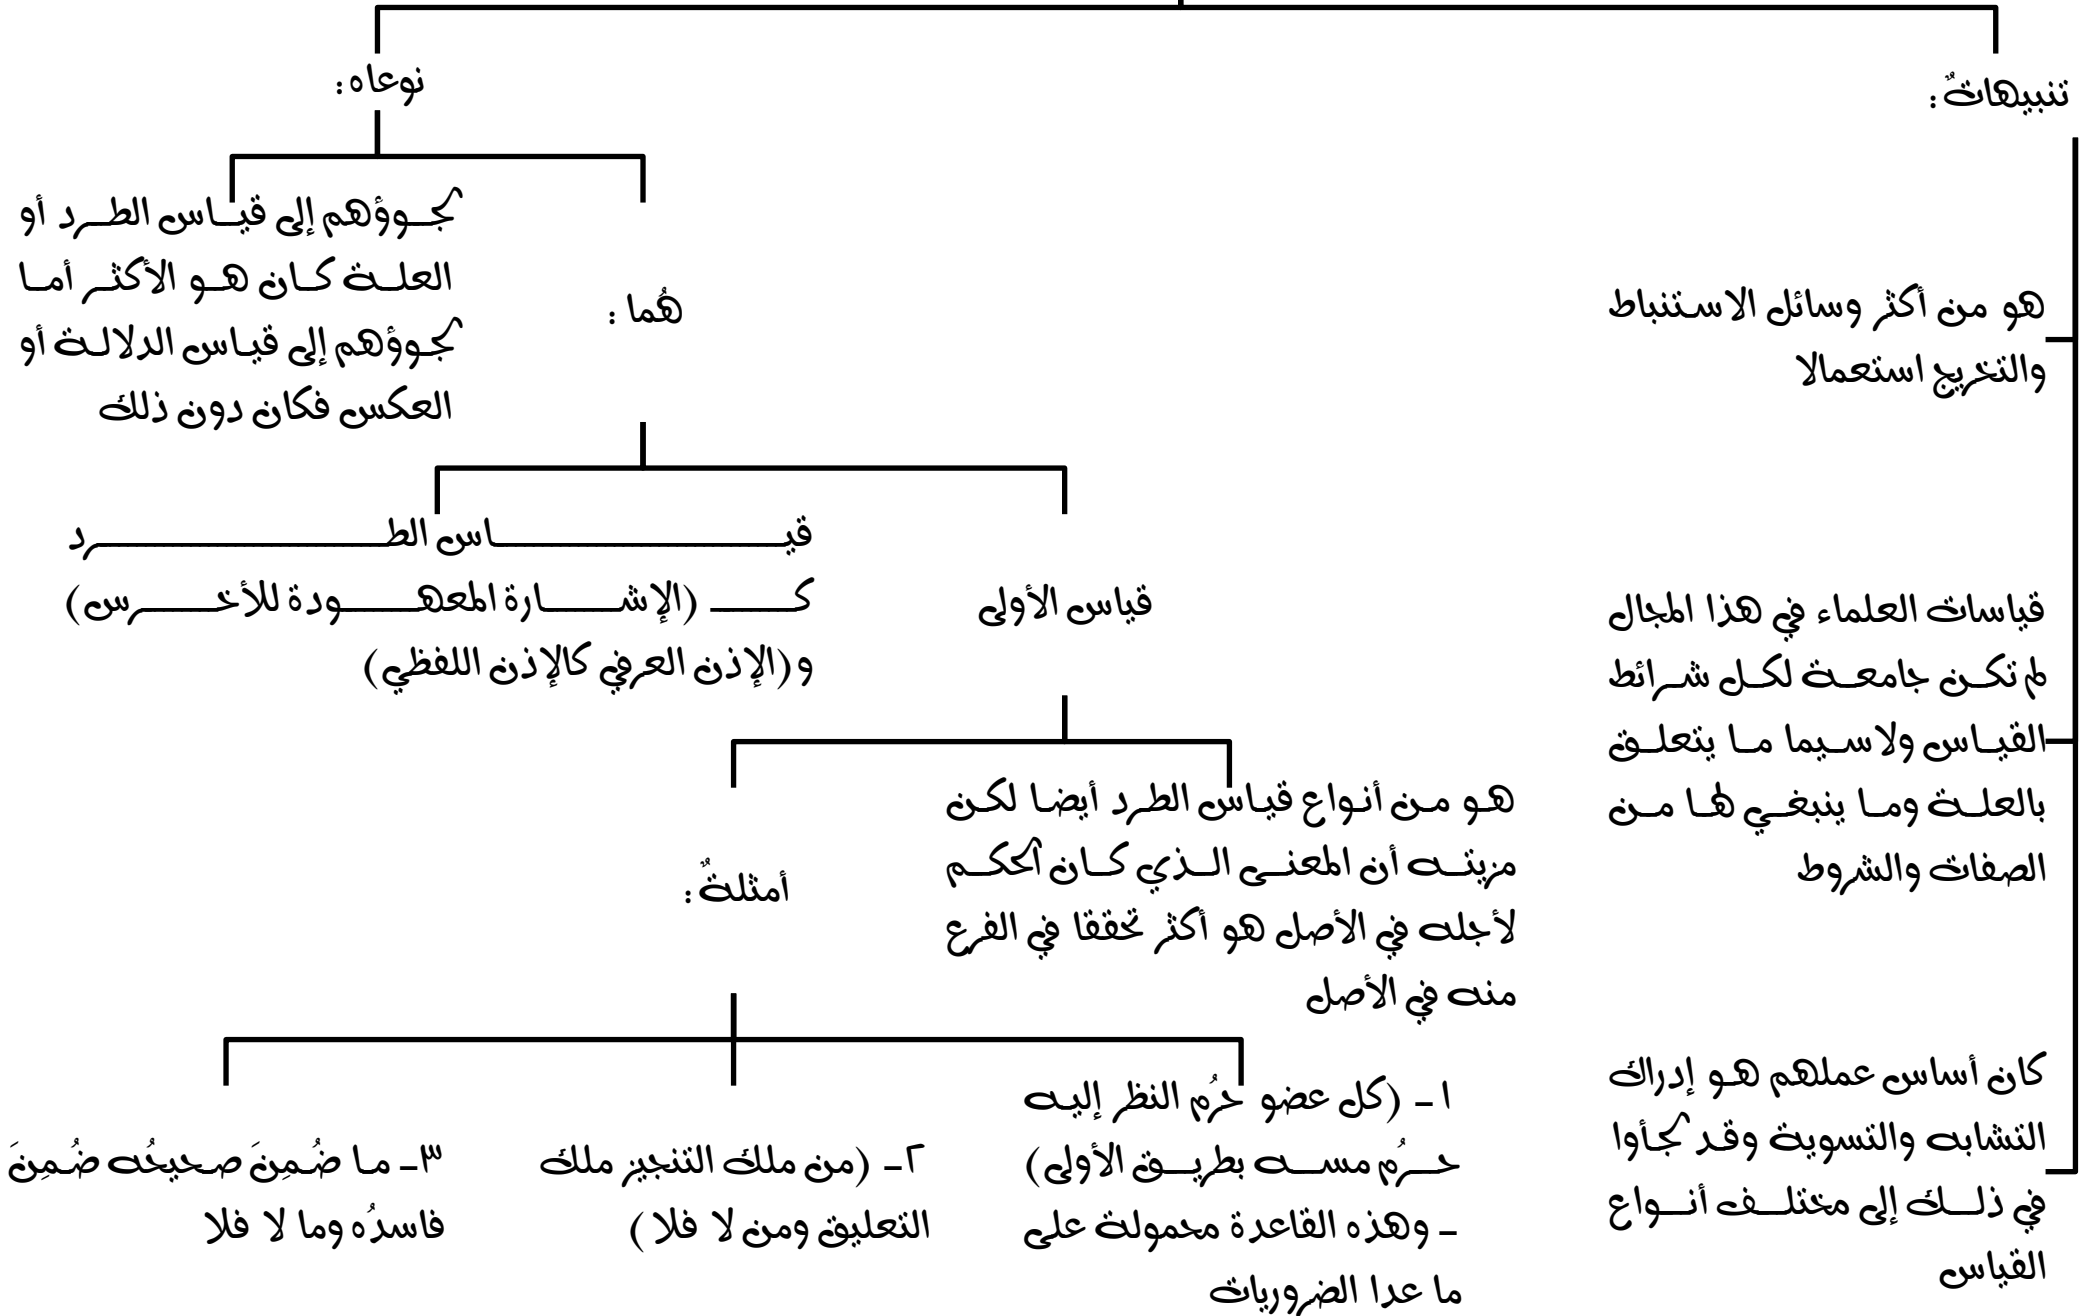 تنبيهاتٌ:
هو من أكثر وسائل الاستنباط
والتخريج استعمالا
قياسات العلماء في هذا المجال
لم تكن جامعة لكل شرائط
القياس ولاسيما ما يتعلق
بالعلة وما ينبغي لها من
الصفات والشروط
كان أساس عملهم هو إدراك
التشابه والتسوية وقد لجأوا
في ذلك إلى مختلف أنواع
القياس
نوعاه:
هُما:
قياس الأولى
هو من أنواع قياس الطرد أيضا لكن
مزيته أن المعنى الذي كان الحكم
لأجله في الأصل هو أكثر تحققا في الفرع
منه في الأصل
أمثلةٌ:
١- (كل عضو حرُم النظر إليه
حرُم مسه بطريق الأولى)
- وهذه القاعدة محمولة على
ما عدا الضروريات
٢- (من ملك التنجيز ملك
التعليق ومن لا فلا)
٣- ما ضُمِنَ صحيحُه ضُمِنَ
فاسدُه وما لا فلا
قياس الطرد
كـ (الإشارة المعهودة للأخرس)
و(الإذن العرفي كالإذن اللفظي)
لجوؤهم إلى قياس الطرد أو
العلة كان هو الأكثر أما
لجوؤهم إلى قياس الدلالة أو
العكس فكان دون ذلك